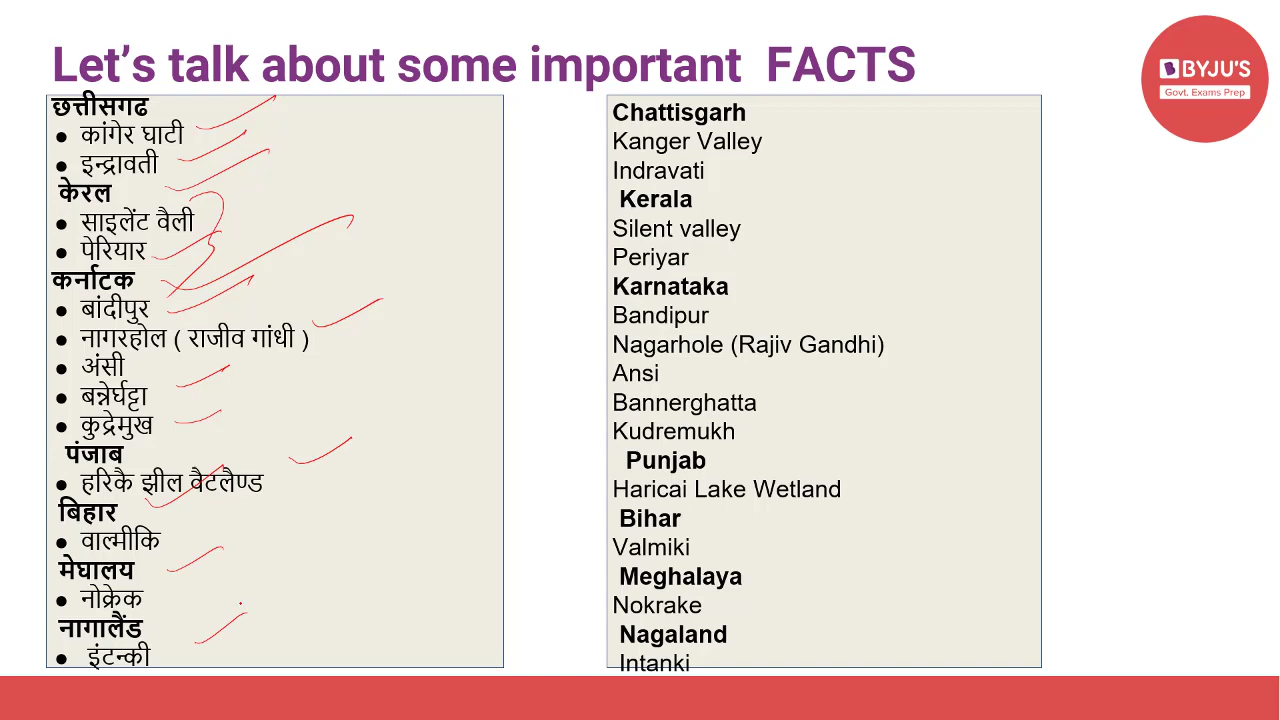 Let's talk about some important FACTS
BYJU'S
Govt. Exams Prep
छत्तीसगढ
● कांगेर घाटी
● इन्द्रावती
केरल
● साइलेंट वैली
● पेरियार
कर्नाटक
● बांदीपुर
● नागरहोल ( राजीव गांधी )
● अंसी
● बन्नेर्घट्टा
● कुद्रेमुख
पंजाब
● हरिकै झील वैटलैण्ड
बिहार
● वाल्मीकि
मेघालय
● नोक्रेक
नागालैंड
● इंटन्की
Chattisgarh
Kanger Valley
Indravati
Kerala
Silent valley
Periyar
Karnataka
Bandipur
Nagarhole (Rajiv Gandhi)
Ansi
Bannerghatta
Kudremukh
Punjab
Haricai Lake Wetland
Bihar
Valmiki
Meghalaya
Nokrake
Nagaland
Intanki